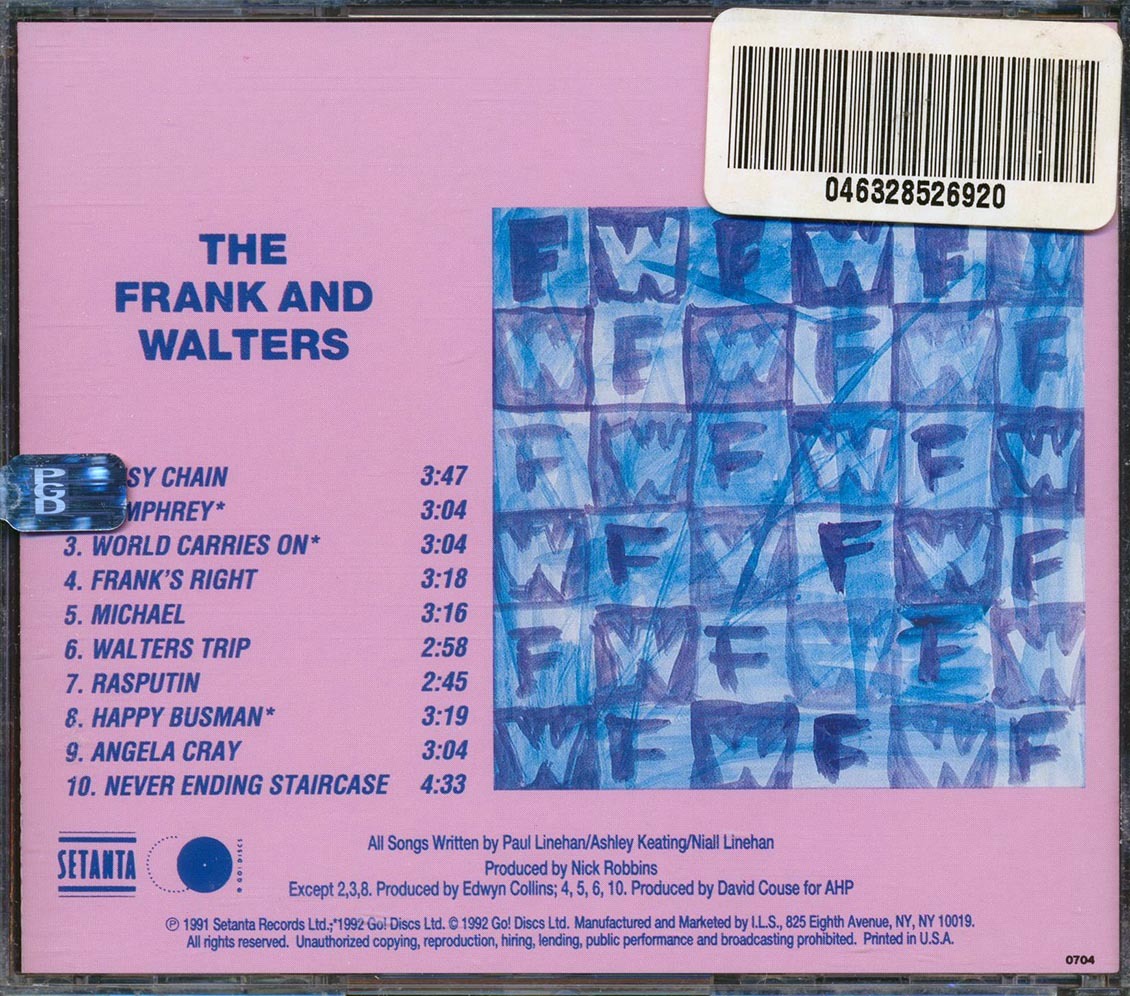 046328526920
THE
FRANK AND
WALTERS
F W F W F W
W F W F W F
F W F W F W
W F W F W F
F W F W F W
W F W F W F
PGD
SY CHAIN 3:47
MPHREY* 3:04
3. WORLD CARRIES ON* 3:04
4. FRANK'S RIGHT 3:18
5. MICHAEL 3:16
6. WALTERS TRIP 2:58
7. RASPUTIN 2:45
8. HAPPY BUSMAN* 3:19
9. ANGELA CRAY 3:04
10. NEVER ENDING STAIRCASE 4:33
SETANTA
GO! DISCS
All Songs Written by Paul Linehan/Ashley Keating/Niall Linehan
Produced by Nick Robbins
Except 2,3,8. Produced by Edwyn Collins; 4, 5, 6, 10. Produced by David Couse for AHP
℗ 1991 Setanta Records Ltd.;*1992 Go! Discs Ltd. © 1992 Go! Discs Ltd. Manufactured and Marketed by I.L.S., 825 Eighth Avenue, NY, NY 10019.
All rights reserved. Unauthorized copying, reproduction, hiring, lending, public performance and broadcasting prohibited. Printed in U.S.A.
0704